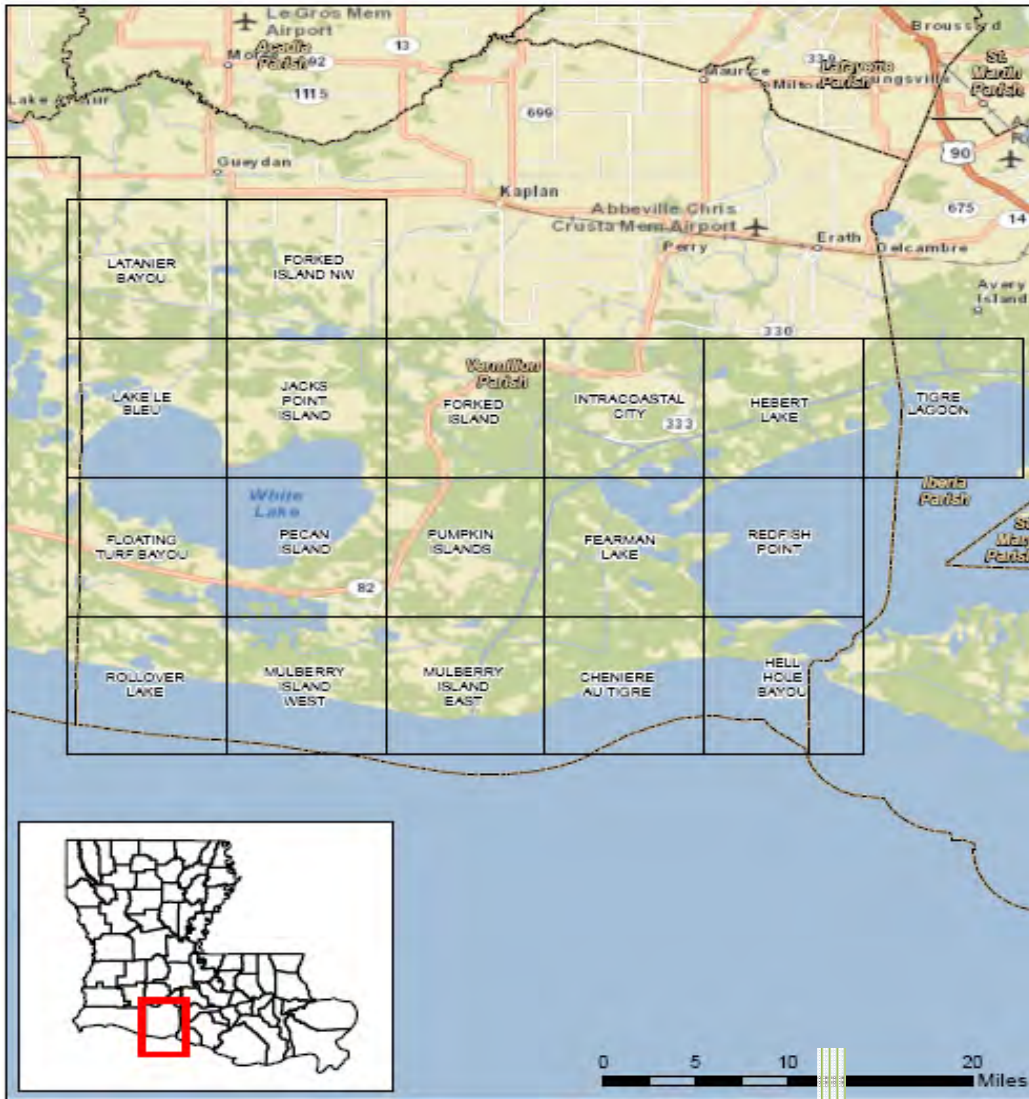 Le Gros Mem
Airport
Broussard
Acadia
Parish
Morse
92
13
339
Maurice
Milton
Lafayette
Parish
Youngsville
St.
Martin
Parish
1115
Lake Arthur
699
90
Gueydan
Kaplan
Abbeville Chris
Crusta Mem Airport
675
14
Perry
Erath
Delcambre
LATANIER
BAYOU
FORKED
ISLAND NW
Avery
Island
330
Vermilion
Parish
LAKE LE
BLEU
JACKS
POINT
ISLAND
FORKED
ISLAND
INTRACOASTAL
CITY
333
HEBERT
LAKE
TIGRE
LAGOON
White
Lake
Iberia
Parish
FLOATING
TURF BAYOU
PECAN
ISLAND
PUMPKIN
ISLANDS
FEARMAN
LAKE
REDFISH
POINT
82
ROLLOVER
LAKE
MULBERRY
ISLAND
WEST
MULBERRY
ISLAND
EAST
CHENIERE
AU TIGRE
HELL
HOLE
BAYOU
0 5 10 20
Miles